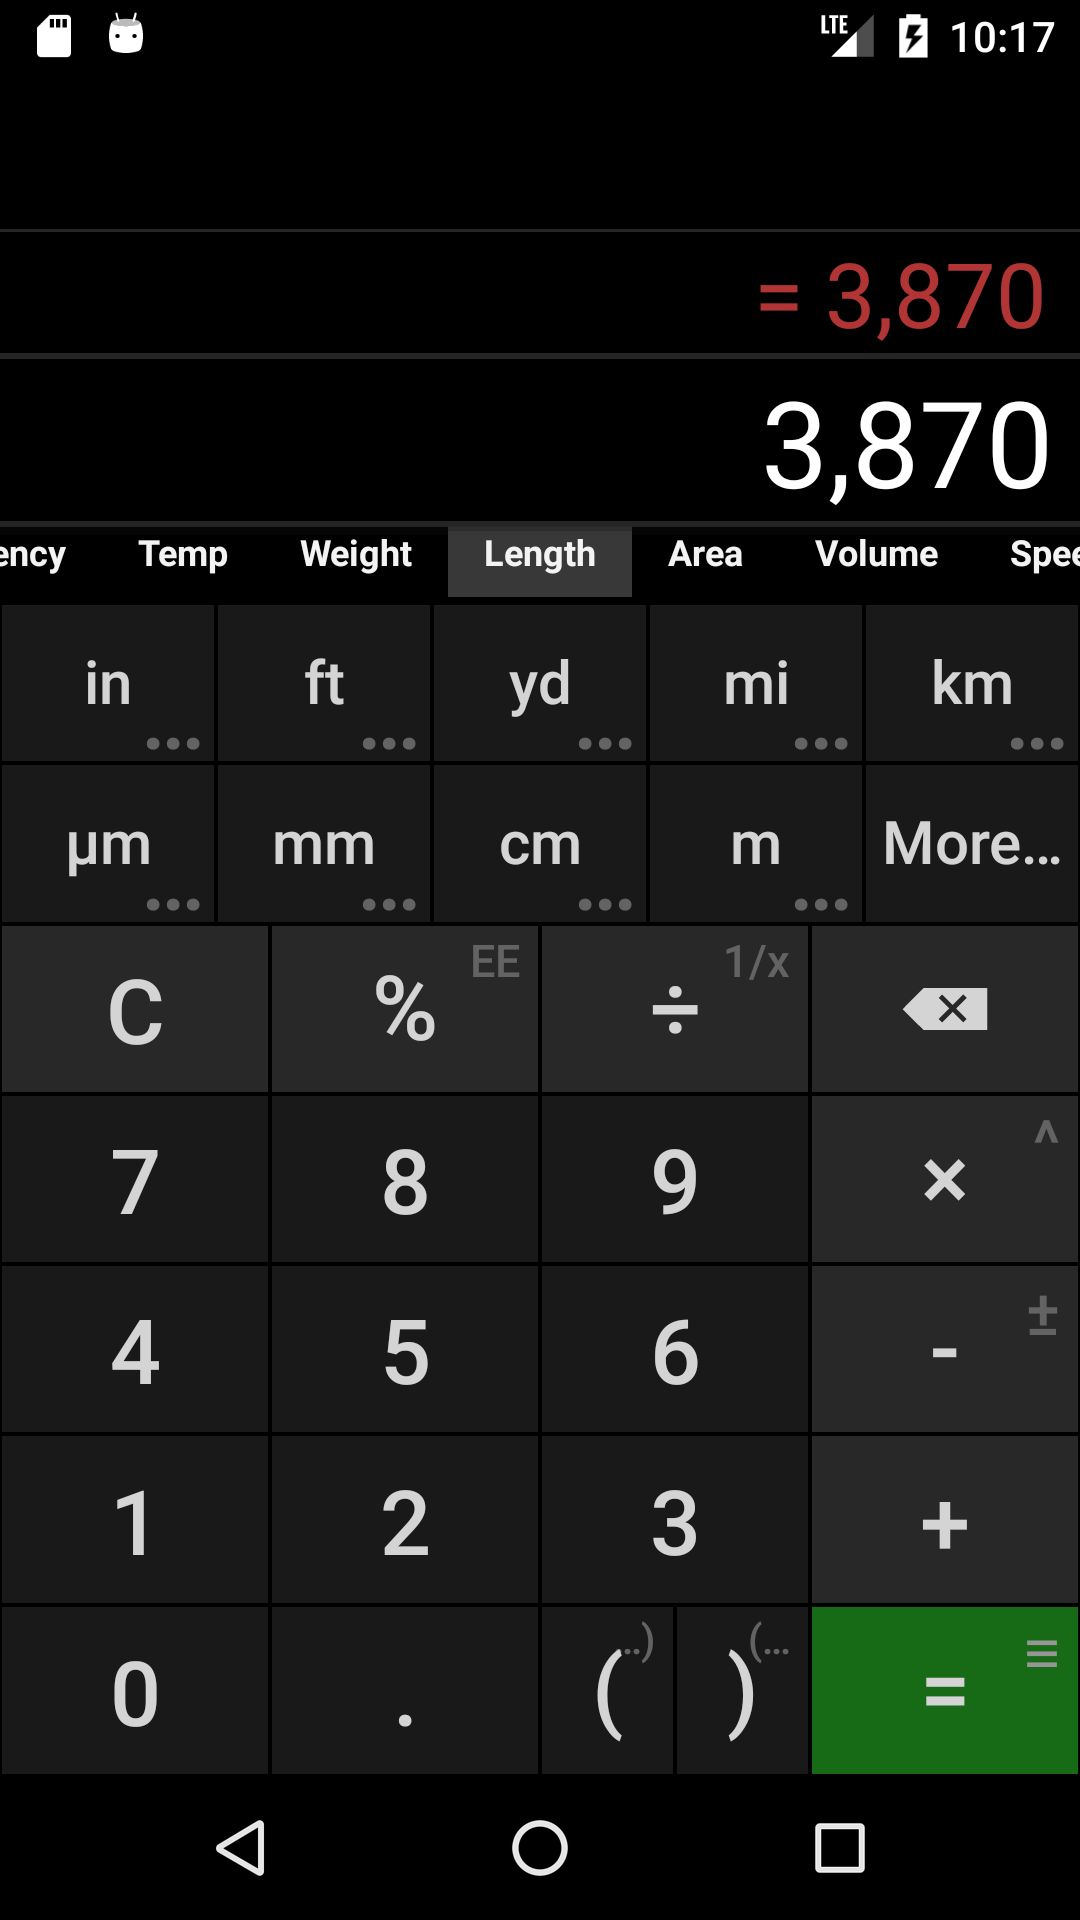 LTE 10:17
= 3,870
3,870
ency Temp Weight Length Area Volume Spee
in ft yd mi km
µm mm cm m More...
C % EE ÷ 1/x
7 8 9 × ^
4 5 6 - ±
1 2 3 +
0 . ( ..) ) (... =